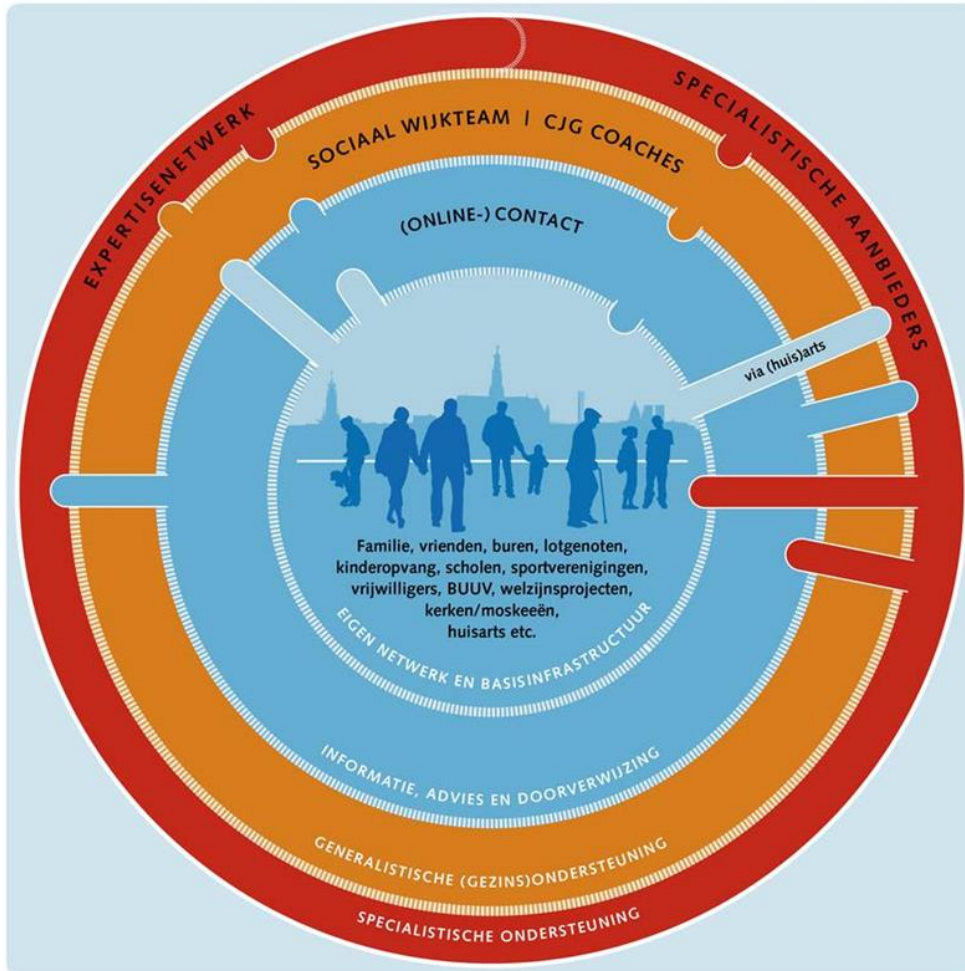 EXPERTISENETWERK
SPECIALISTISCHE AANBIEDERS
SOCIAAL WIJKTEAM | CJG COACHES
(ONLINE-) CONTACT
via (huis)arts
Familie, vrienden, buren, lotgenoten,
kinderopvang, scholen, sportverenigingen,
vrijwilligers, BUUV, welzijnsprojecten,
kerken/moskeeën,
huisarts etc.
EIGEN NETWERK EN BASISINFRASTRUCTUUR
INFORMATIE, ADVIES EN DOORVERWIJZING
GENERALISTISCHE (GEZINS)ONDERSTEUNING
SPECIALISTISCHE ONDERSTEUNING